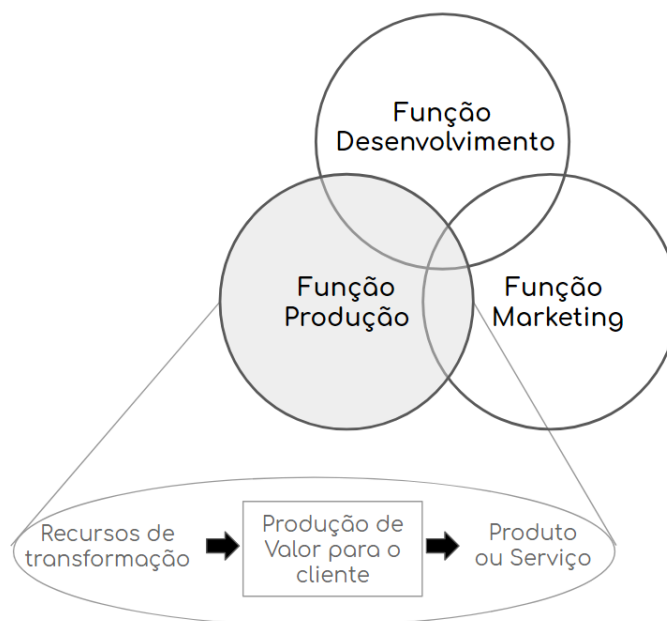 Função
Desenvolvimento
Função
Produção
Função
Marketing
Recursos de
transformação
Produção de
Valor para o
cliente
Produto
ou Serviço